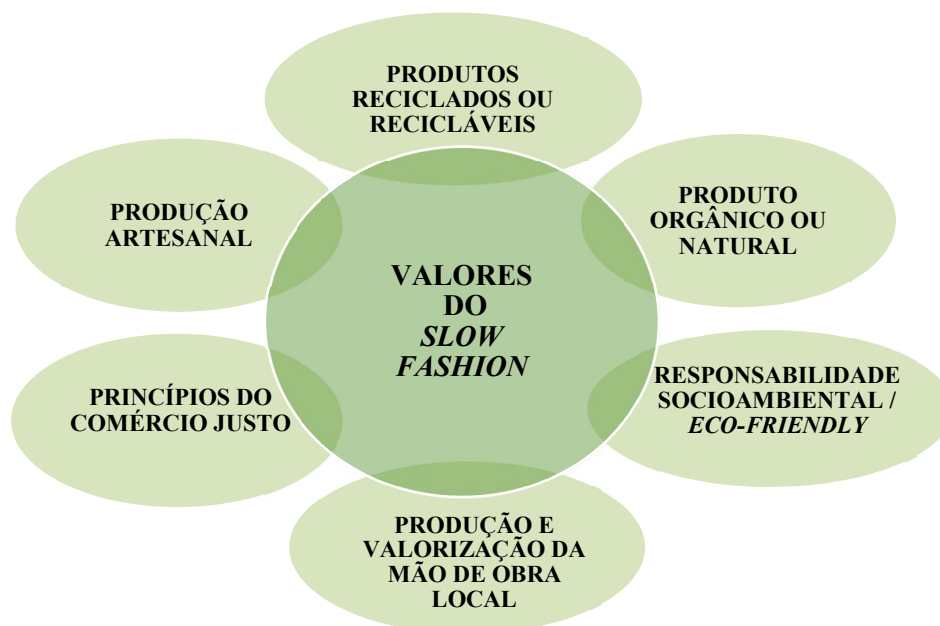 PRODUTOS
RECICLADOS OU
RECICLÁVEIS
PRODUÇÃO
ARTESANAL
PRODUTO
ORGÂNICO OU
NATURAL
VALORES
DO
SLOW
FASHION
PRINCÍPIOS DO
COMÉRCIO JUSTO
RESPONSABILIDADE
SOCIOAMBIENTAL /
ECO-FRIENDLY
PRODUÇÃO E
VALORIZAÇÃO DA
MÃO DE OBRA
LOCAL